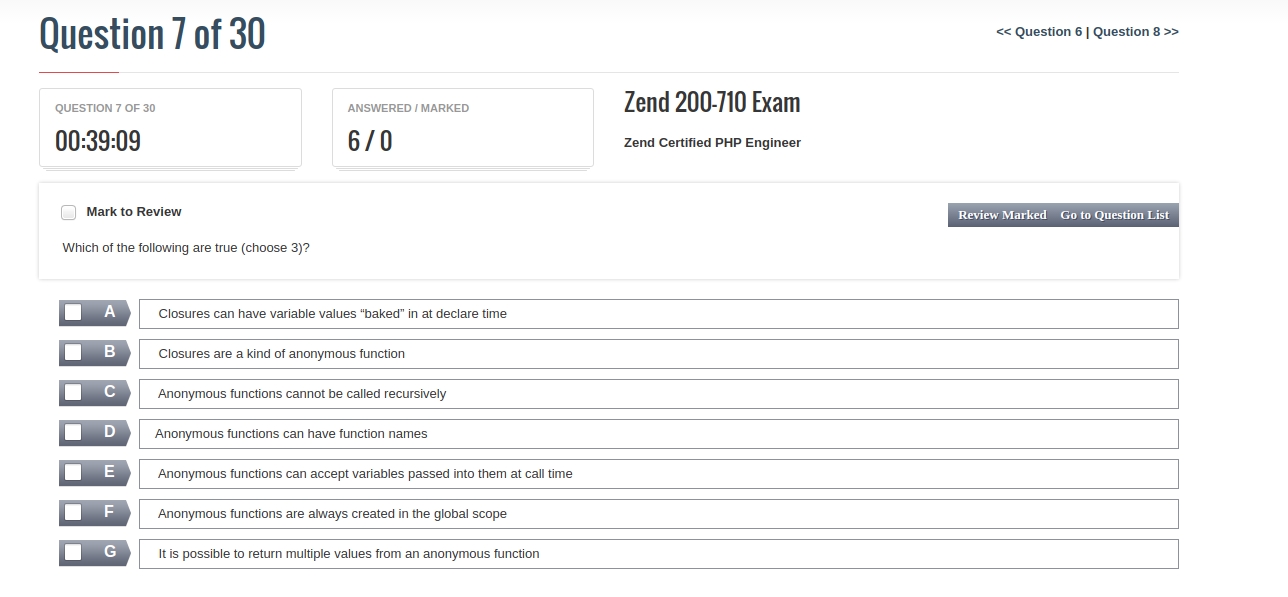 Question 7 of 30
<< Question 6 | Question 8 >>
QUESTION 7 OF 30
00:39:09
ANSWERED / MARKED
6 / 0
Zend 200-710 Exam
Zend Certified PHP Engineer
Mark to Review
Review Marked Go to Question List
Which of the following are true (choose 3)?
A Closures can have variable values “baked” in at declare time
B Closures are a kind of anonymous function
C Anonymous functions cannot be called recursively
D Anonymous functions can have function names
E Anonymous functions can accept variables passed into them at call time
F Anonymous functions are always created in the global scope
G It is possible to return multiple values from an anonymous function